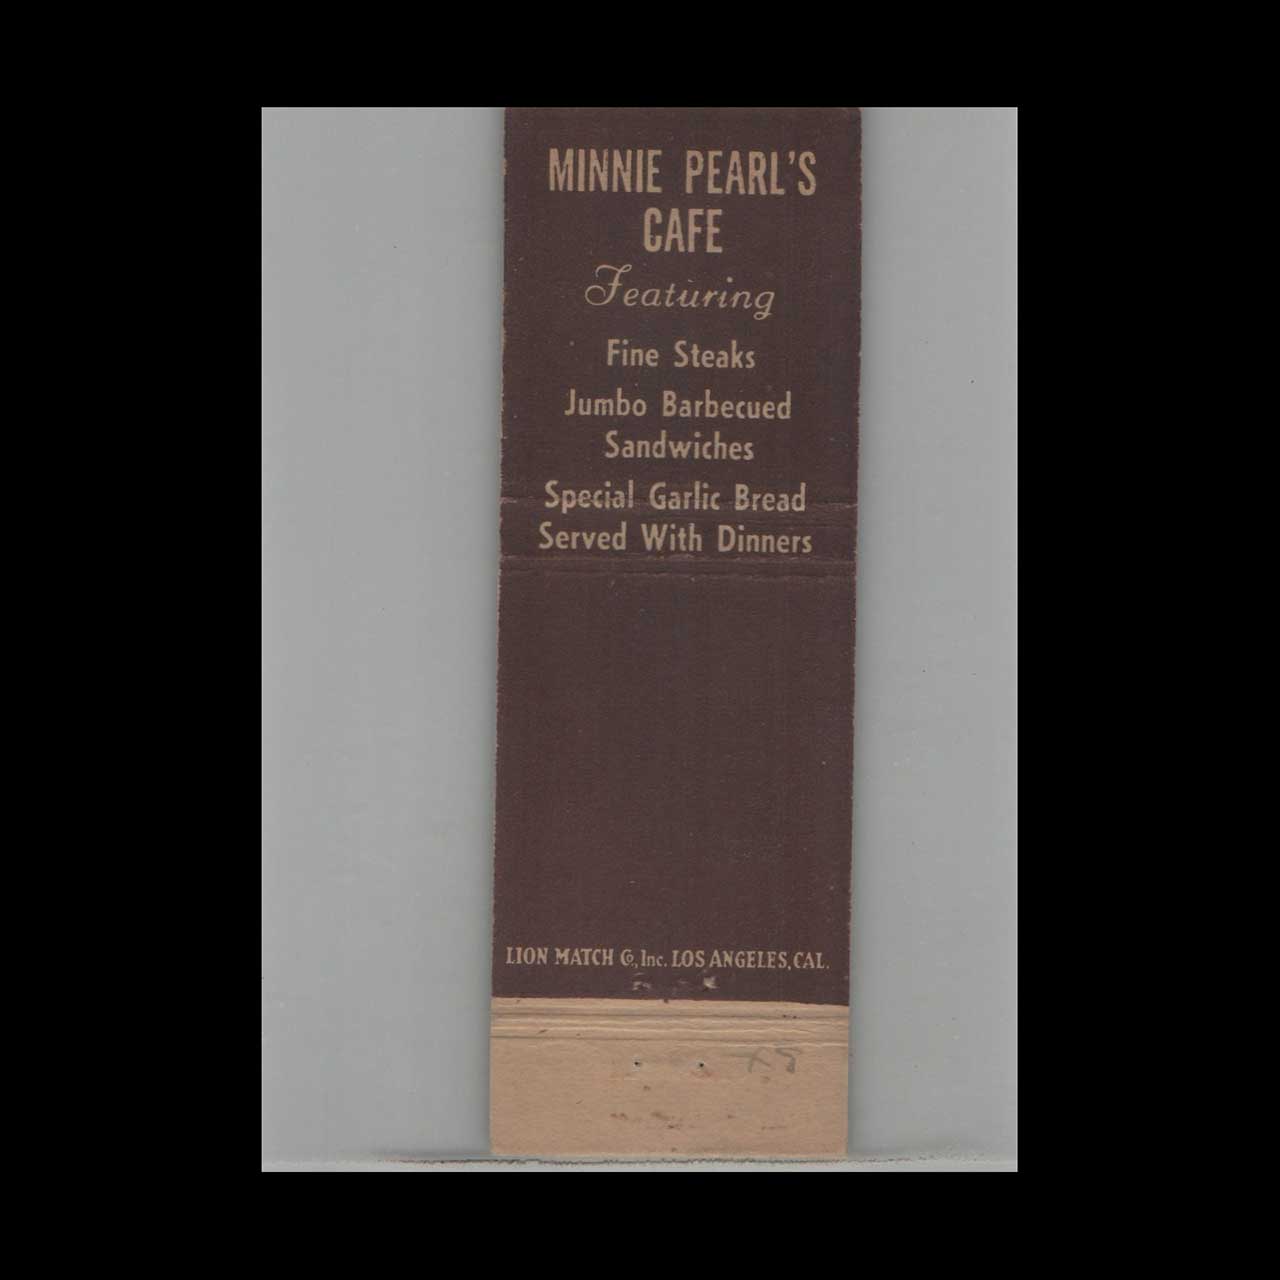 MINNIE PEARL'S
CAFE
Featuring
Fine Steaks
Jumbo Barbecued
Sandwiches
Special Garlic Bread
Served With Dinners
LION MATCH Co., Inc. LOS ANGELES, CAL.